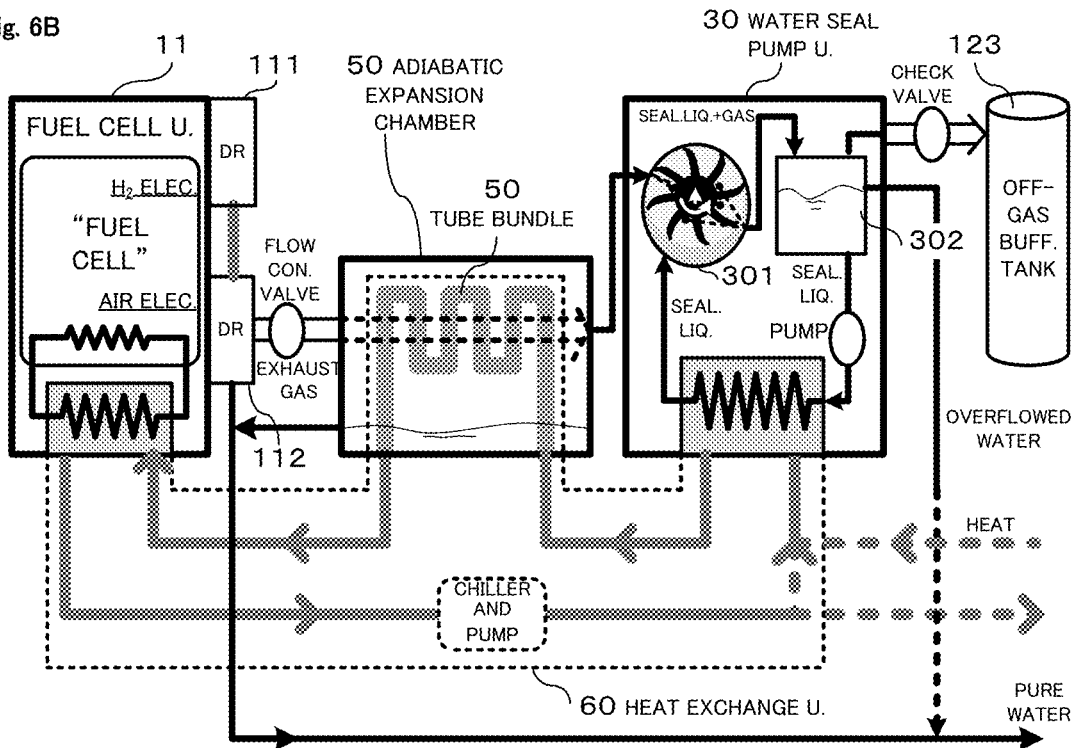 ig. 6B
11
111
FUEL CELL U.
DR
H₂ ELEC.
"FUEL
CELL"
AIR ELEC.
DR
112
FLOW
CON.
VALVE
EXHAUST
GAS
50 ADIABATIC
EXPANSION
CHAMBER
50
TUBE BUNDLE
30 WATER SEAL
PUMP U.
SEAL.LIQ.+GAS
301
302
SEAL.
LIQ.
SEAL.
LIQ.
PUMP
CHECK
VALVE
123
OFF-
GAS
BUFF.
TANK
OVERFLOWED
WATER
HEAT
CHILLER
AND
PUMP
60 HEAT EXCHANGE U.
PURE
WATER